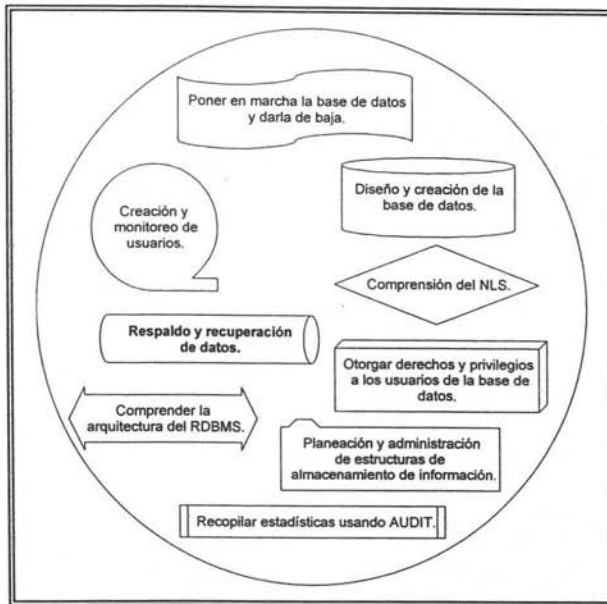 Poner en marcha la base de datos
y darla de baja.
Diseño y creación de la
base de datos.
Creación y
monitoreo de
usuarios.
Comprensión del NLS.
Respaldo y recuperación
de datos.
Otorgar derechos y privilegios
a los usuarios de la base de
datos.
Comprender la
arquitectura del RDBMS.
Planeación y administración
de estructuras de
almacenamiento de información.
Recopilar estadísticas usando AUDIT.